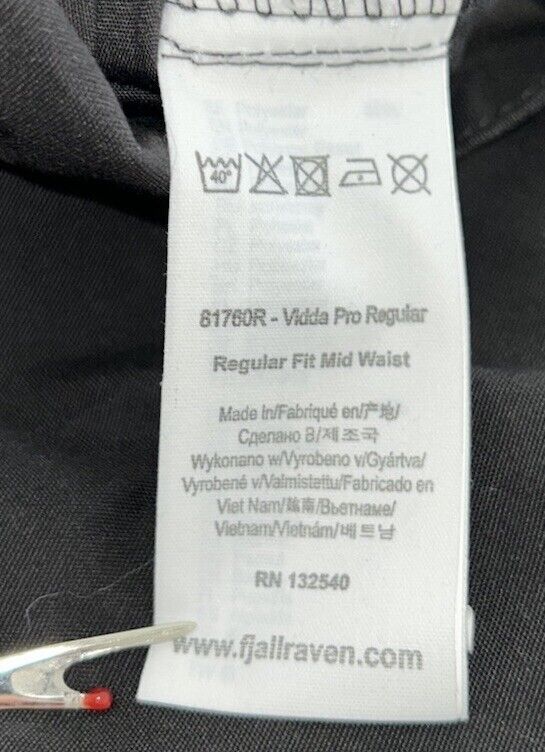 40°
81760R - Vidda Pro Regular
Regular Fit Mid Waist
Made In/Fabriqué en/产地/
Сделано В/제조국
Wykonano w/Vyrobeno v/Gyártva/
Vyrobené v/Valmistettu/Fabricado en
Viet Nam/越南/Вьетнаме/
Vietnam/Vietnám/베트남
RN 132540
www.fjallraven.com